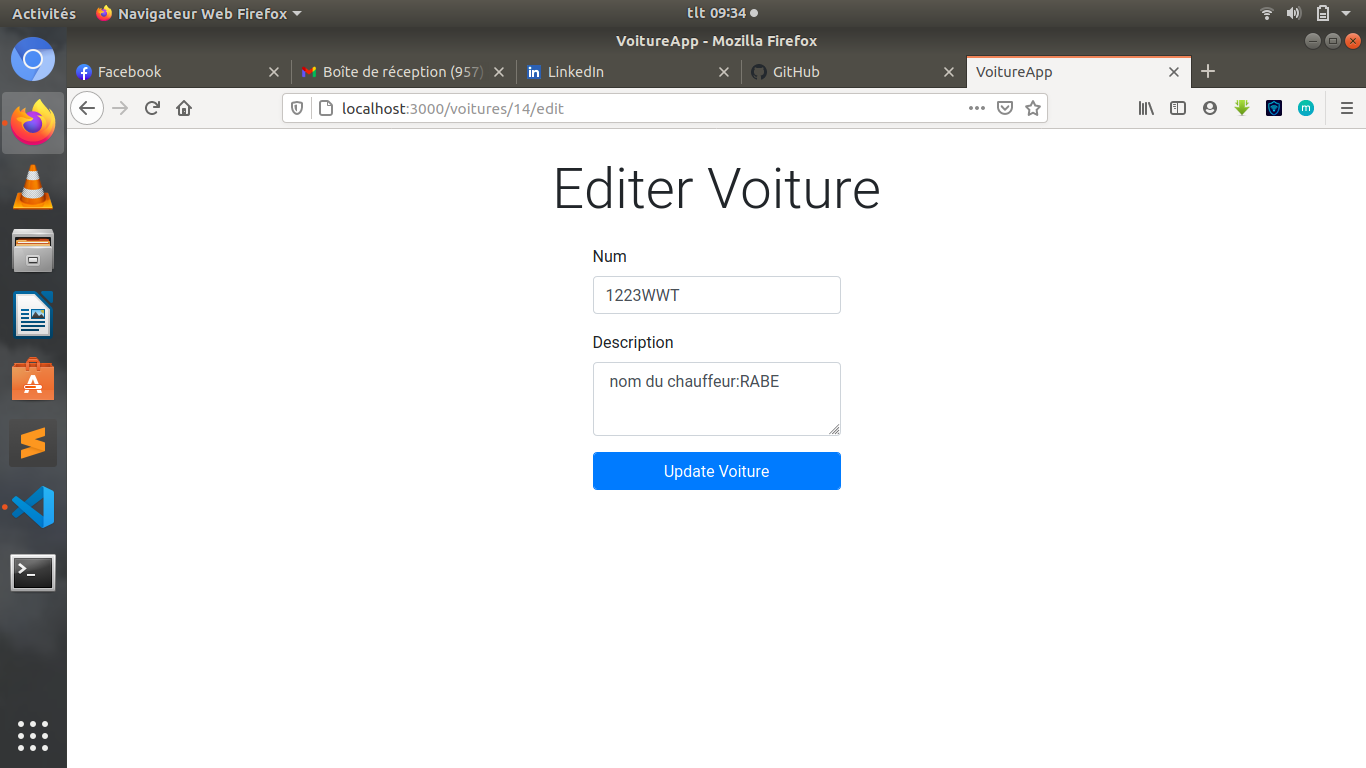 Activités Navigateur Web Firefox tlt 09:34
VoitureApp - Mozilla Firefox
Facebook Boîte de réception (957) LinkedIn GitHub VoitureApp
localhost:3000/voitures/14/edit
m
Editer Voiture
Num
1223WWT
Description
nom du chauffeur:RABE
Update Voiture